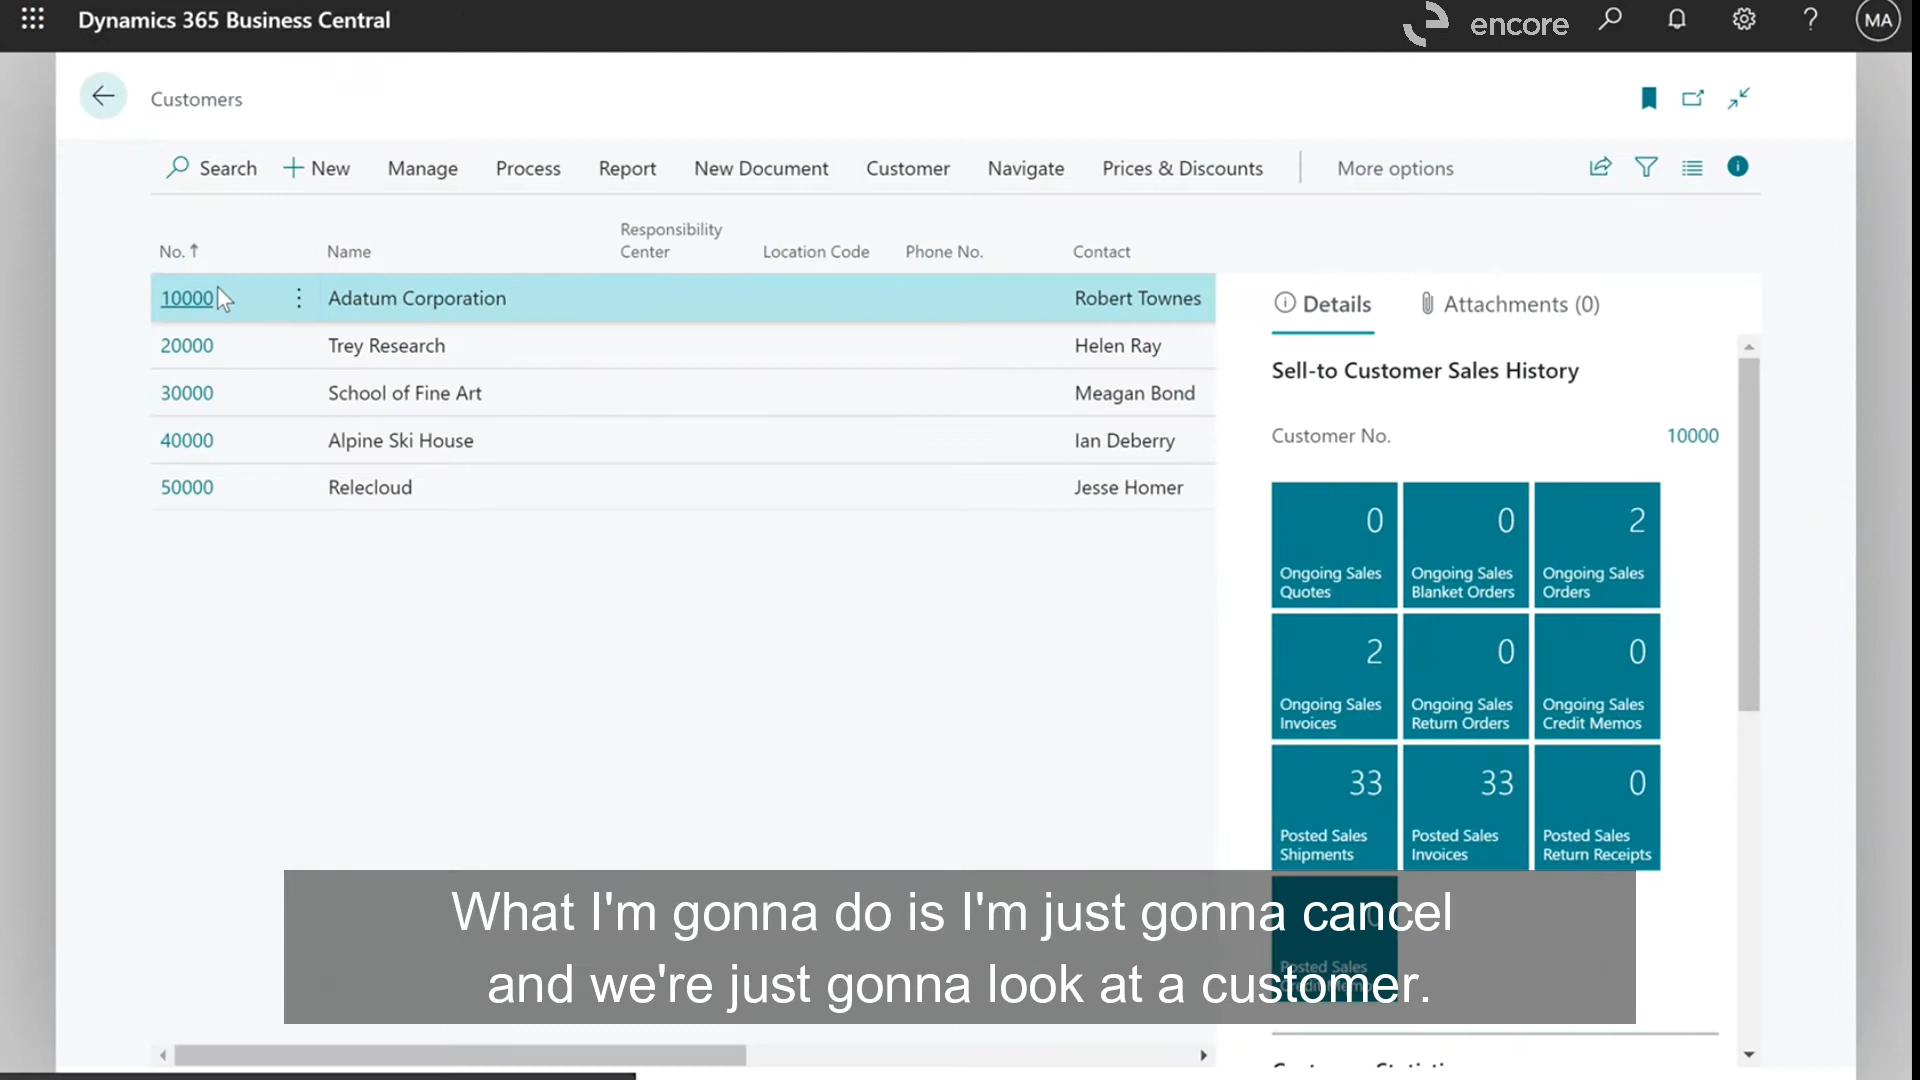 Dynamics 365 Business Central
encore
MA
Customers
Search
New
Manage
Process
Report
New Document
Customer
Navigate
Prices & Discounts
More options
No. ↑
Name
Responsibility
Center
Location Code
Phone No.
Contact
10000 Adatum Corporation Robert Townes
20000 Trey Research Helen Ray
30000 School of Fine Art Meagan Bond
40000 Alpine Ski House Ian Deberry
50000 Relecloud Jesse Homer
Details
Attachments (0)
Sell-to Customer Sales History
Customer No. 10000
0
Ongoing Sales
Quotes
0
Ongoing Sales
Blanket Orders
2
Ongoing Sales
Orders
2
Ongoing Sales
Invoices
0
Ongoing Sales
Return Orders
0
Ongoing Sales
Credit Memos
33
Posted Sales
Shipments
33
Posted Sales
Invoices
0
Posted Sales
Return Receipts
Posted Sales
What I'm gonna do is I'm just gonna cancel
and we're just gonna look at a customer.